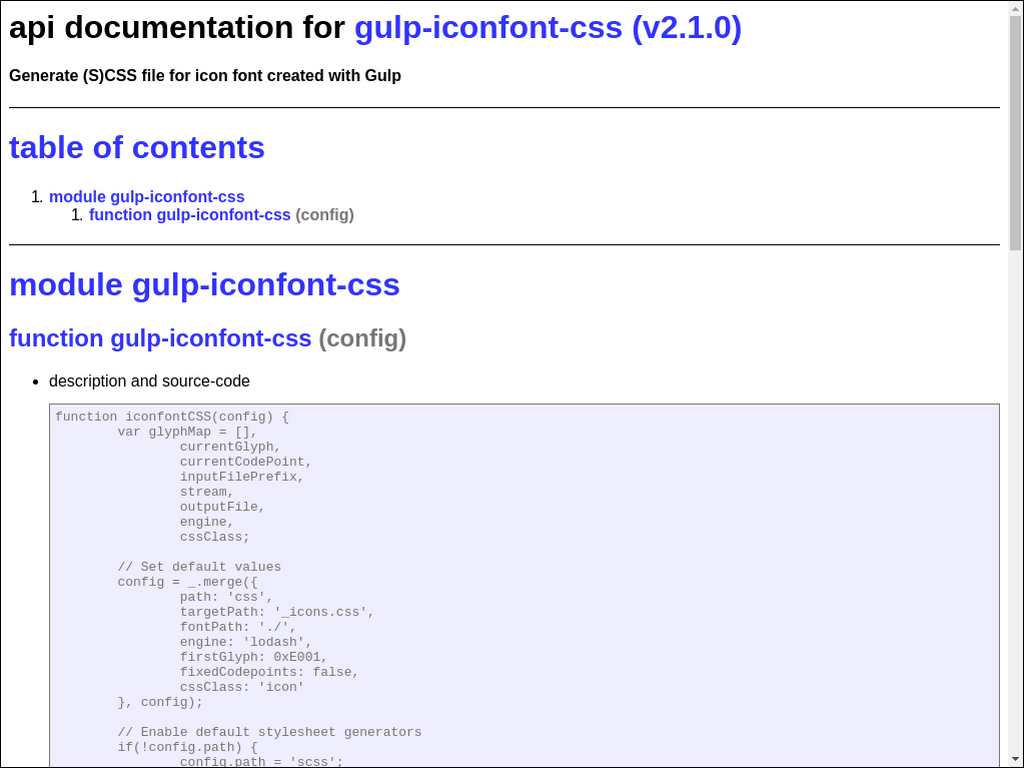 api documentation for gulp-iconfont-css (v2.1.0)
Generate (S)CSS file for icon font created with Gulp
table of contents
1. module gulp-iconfont-css
1. function gulp-iconfont-css (config)
module gulp-iconfont-css
function gulp-iconfont-css (config)
• description and source-code
function iconfontCSS(config) {
        var glyphMap = [],
                currentGlyph,
                currentCodePoint,
                inputFilePrefix,
                stream,
                outputFile,
                engine,
                cssClass;
        // Set default values
        config = _.merge({
                path: 'css',
                targetPath: '_icons.css',
                fontPath: './',
                engine: 'lodash',
                firstGlyph: 0xE001,
                fixedCodepoints: false,
                cssClass: 'icon'
        }, config);
        // Enable default stylesheet generators
        if(!config.path) {
                config.path = 'scss';